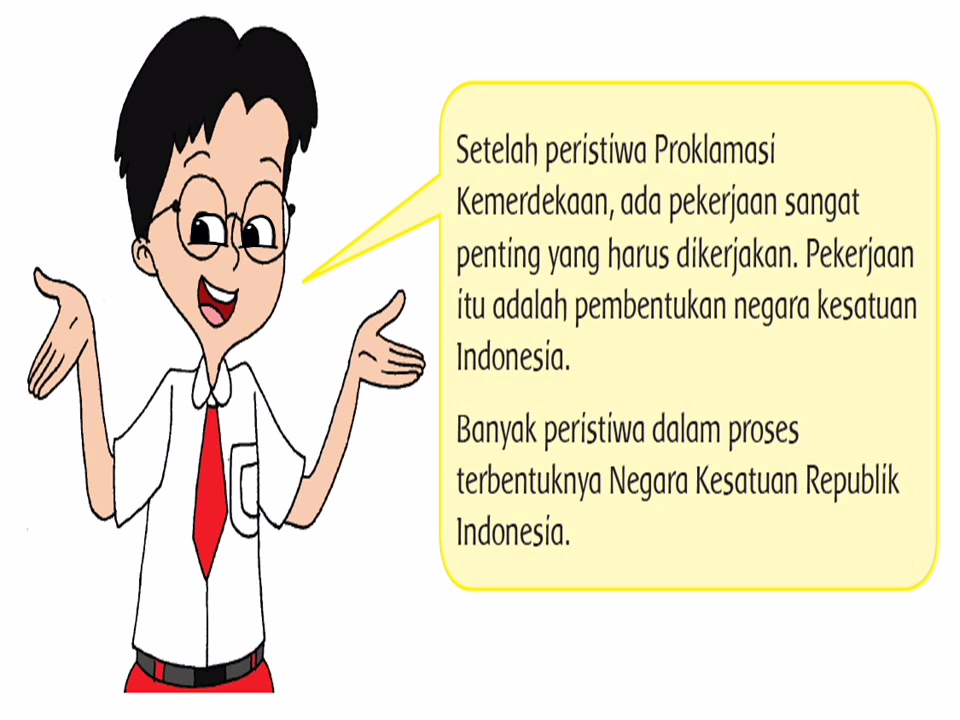 Setelah peristiwa Proklamasi
Kemerdekaan, ada pekerjaan sangat
penting yang harus dikerjakan. Pekerjaan
itu adalah pembentukan negara kesatuan
Indonesia.
Banyak peristiwa dalam proses
terbentuknya Negara Kesatuan Republik
Indonesia.